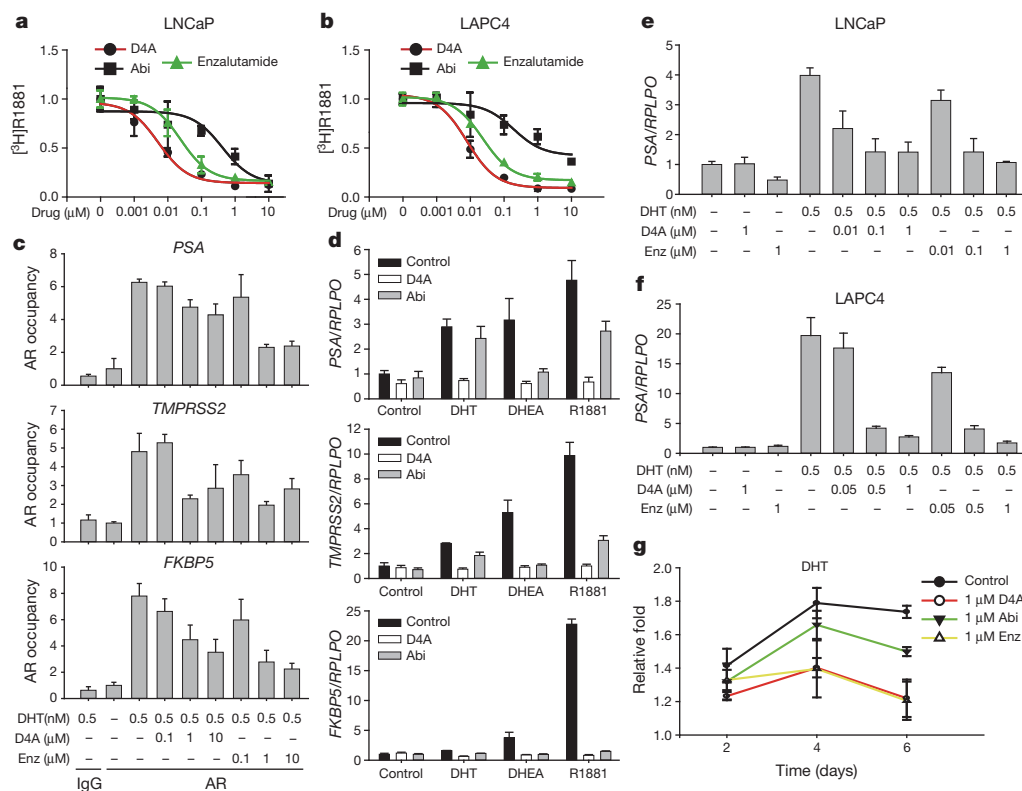 a
LNCaP
D4A
Abi
Enzalutamide
[³H]R1881
1.5
1.0
0.5
0.0
Drug (μM)
0 0.001 0.01 0.1 1 10
b
LAPC4
D4A
Abi
Enzalutamide
[³H]R1881
1.5
1.0
0.5
0.0
Drug (μM)
0 0.001 0.01 0.1 1 10
c
PSA
AR occupancy
8
6
4
2
0
TMPRSS2
AR occupancy
7
6
5
4
3
2
1
0
FKBP5
AR occupancy
10
8
6
4
2
0
DHT(nM) 0.5 – 0.5 0.5 0.5 0.5 0.5 0.5 0.5
D4A (μM) 0.1 1 10
Enz (μM) 0.1 1 10
IgG AR
d
Control
D4A
Abi
PSA/RPLPO
6
5
4
3
2
1
0
Control DHT DHEA R1881
Control
D4A
Abi
TMPRSS2/RPLPO
12
10
8
6
4
2
0
Control DHT DHEA R1881
Control
D4A
Abi
FKBP5/RPLPO
25
20
15
10
5
0
Control DHT DHEA R1881
e
LNCaP
PSA/RPLPO
5
4
3
2
1
0
DHT (nM) – – – 0.5 0.5 0.5 0.5 0.5 0.5 0.5
D4A (μM) – 1 – – 0.01 0.1 1 – – –
Enz (μM) – – 1 – – – – 0.01 0.1 1
f
LAPC4
PSA/RPLPO
25
20
15
10
5
0
DHT (nM) – – – 0.5 0.5 0.5 0.5 0.5 0.5 0.5
D4A (μM) – 1 – – 0.05 0.5 1 – – –
Enz (μM) – – 1 – – – – 0.05 0.5 1
g
DHT
Control
1 μM D4A
1 μM Abi
1 μM Enz
Relative fold
2.0
1.8
1.6
1.4
1.2
1.0
2 4 6
Time (days)